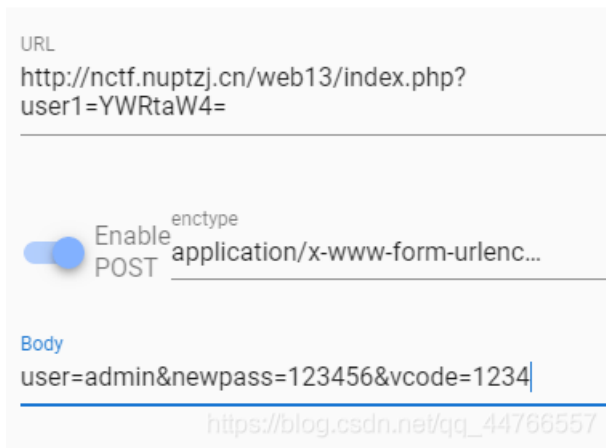 URL
http://nctf.nuptzj.cn/web13/index.php?
user1=YWRtaW4=
enctype
Enable
POST
application/x-www-form-urlenc...
Body
user=admin&newpass=123456&vcode=1234
https://blog.csdn.net/qq_44766557